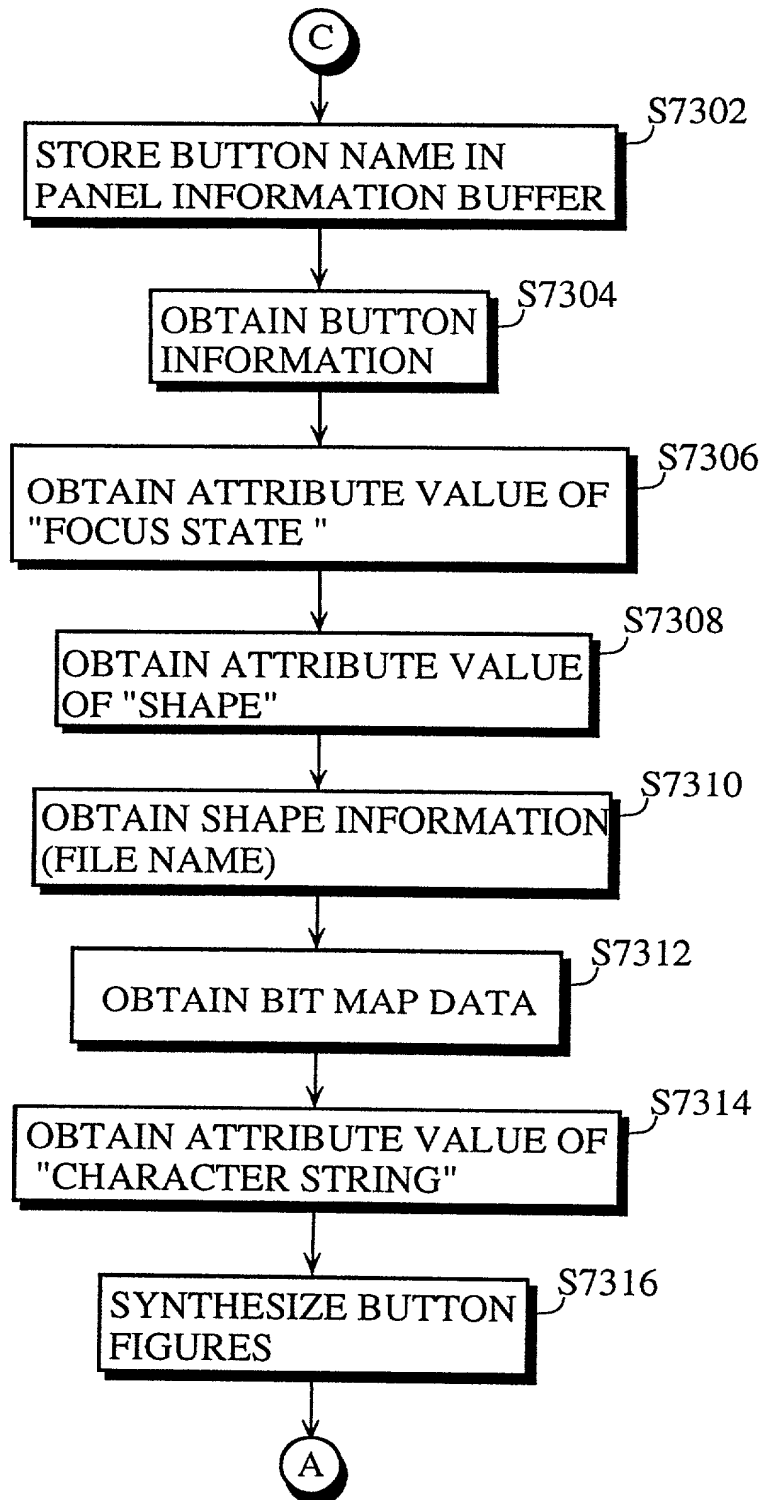 C
S7302
STORE BUTTON NAME IN
PANEL INFORMATION BUFFER
S7304
OBTAIN BUTTON
INFORMATION
S7306
OBTAIN ATTRIBUTE VALUE OF
"FOCUS STATE "
S7308
OBTAIN ATTRIBUTE VALUE
OF "SHAPE"
S7310
OBTAIN SHAPE INFORMATION
(FILE NAME)
S7312
OBTAIN BIT MAP DATA
S7314
OBTAIN ATTRIBUTE VALUE OF
"CHARACTER STRING"
S7316
SYNTHESIZE BUTTON
FIGURES
A